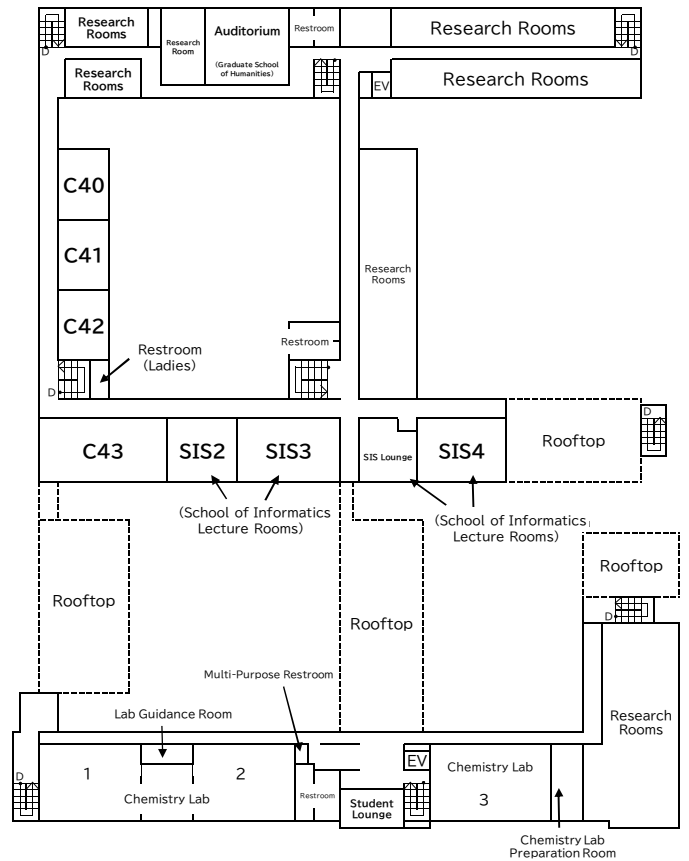 Research
Rooms
Research
Room
Auditorium
(Graduate School
of Humanities)
Restroom
Research Rooms
D
D
Research
Rooms
EV
Research Rooms
C40
C41
C42
Research
Rooms
Restroom
Restroom
(Ladies)
D
D
C43
SIS2
SIS3
SIS Lounge
SIS4
Rooftop
(School of Informatics
Lecture Rooms)
(School of Informatics
Lecture Rooms)
Rooftop
Rooftop
Rooftop
D
Multi-Purpose Restroom
Lab Guidance Room
Research
Rooms
D
1
2
Chemistry Lab
Restroom
Student
Lounge
EV
Chemistry Lab
3
Chemistry Lab
Preparation Room